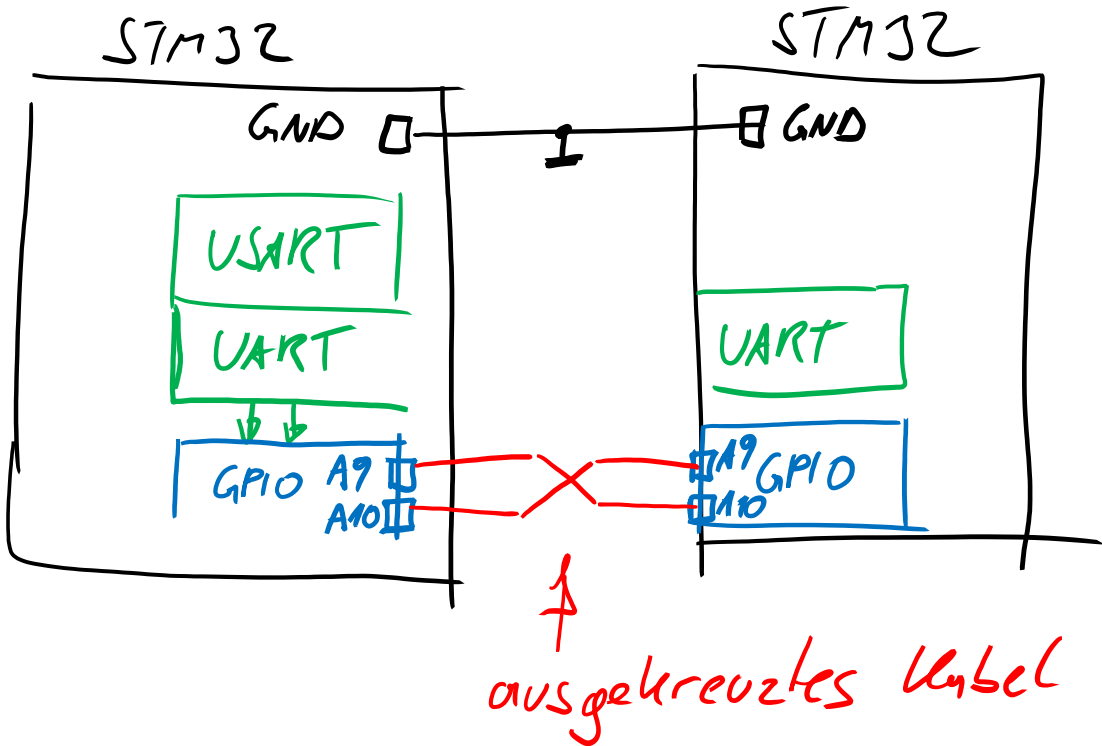 STM32
STM32
GND
GND
USART
UART
UART
GPIO A9
A10
A9 GPIO
A10
ausgekreuztes Kabel